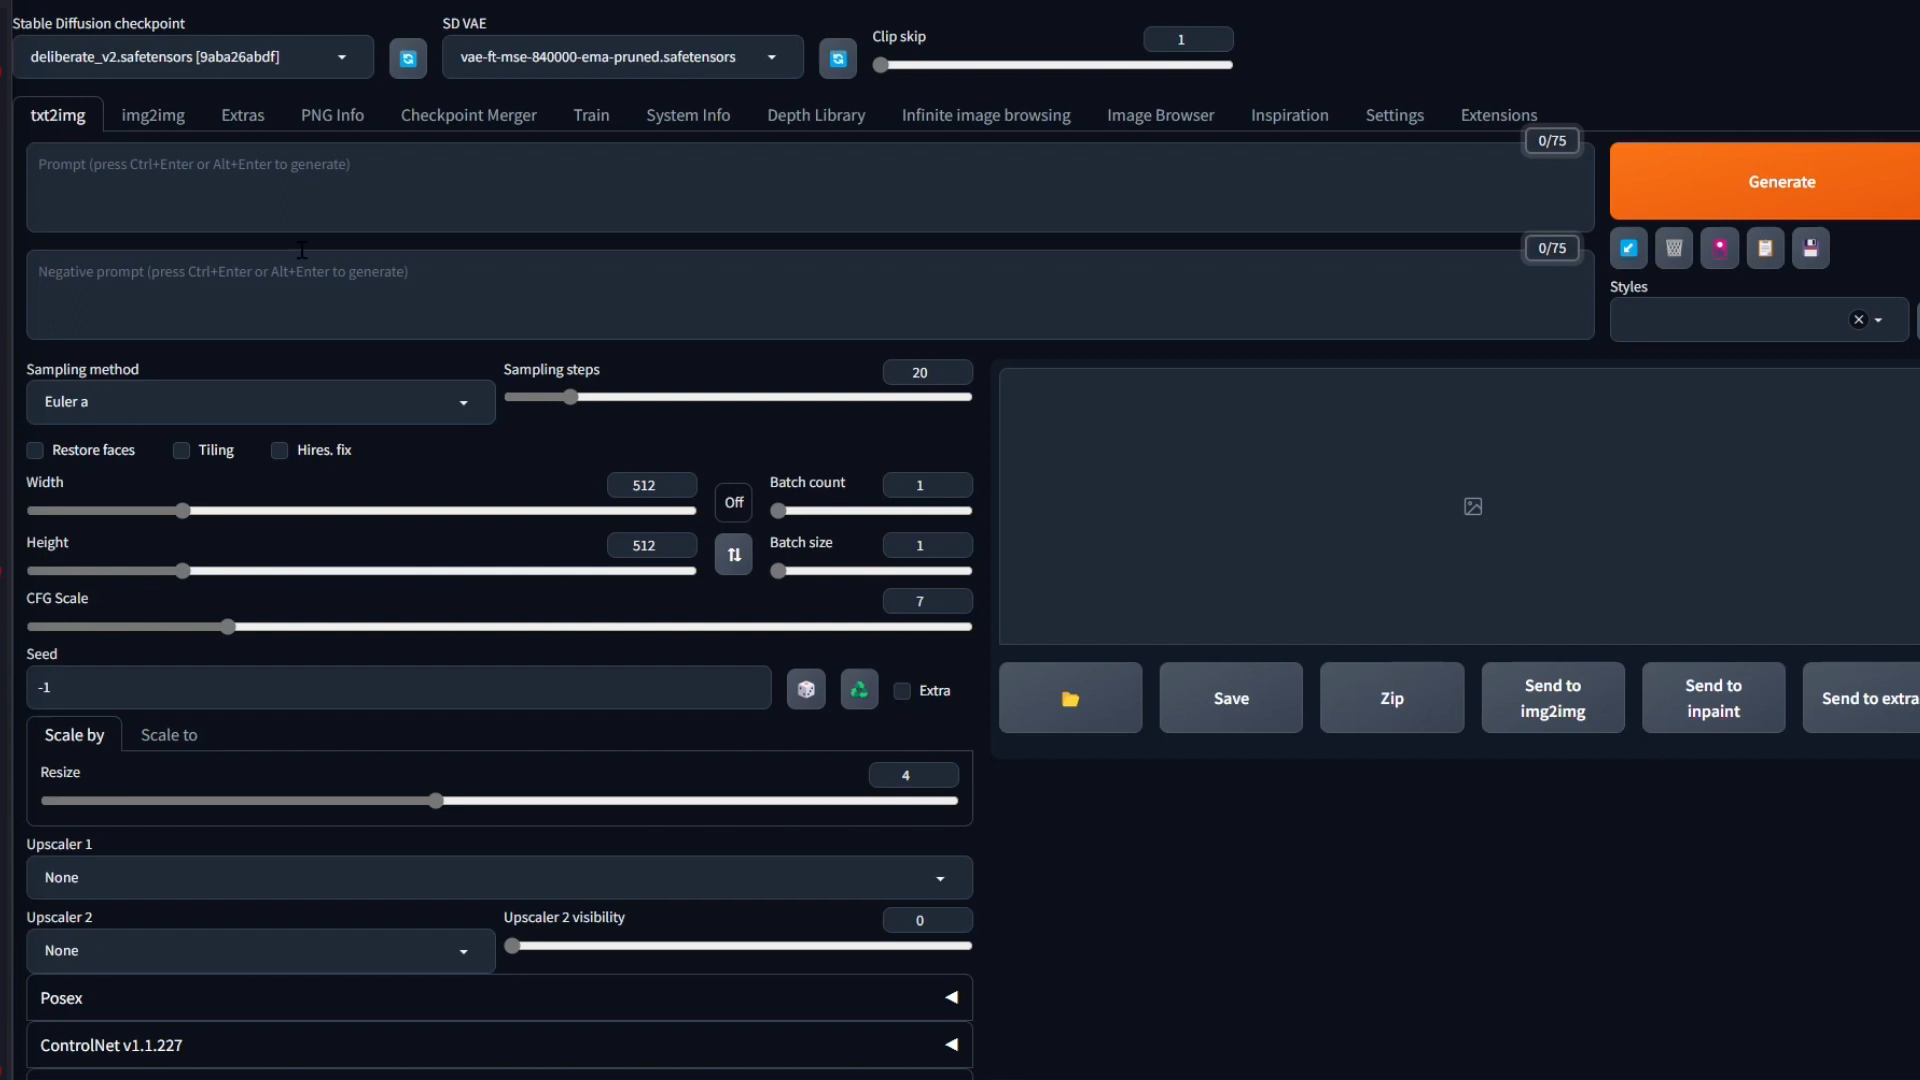 Stable Diffusion checkpoint
deliberate_v2.safetensors [9aba26abdf]
SD VAE
vae-ft-mse-840000-ema-pruned.safetensors
Clip skip
1
txt2img
img2img
Extras
PNG Info
Checkpoint Merger
Train
System Info
Depth Library
Infinite image browsing
Image Browser
Inspiration
Settings
Extensions
0/75
Prompt (press Ctrl+Enter or Alt+Enter to generate)
Generate
0/75
Negative prompt (press Ctrl+Enter or Alt+Enter to generate)
Styles
Sampling method
Euler a
Sampling steps
20
Restore faces
Tiling
Hires. fix
Width
512
Off
Batch count
1
Height
512
Batch size
1
CFG Scale
7
Seed
-1
Extra
Save
Zip
Send to
img2img
Send to
inpaint
Send to extra
Scale by
Scale to
Resize
4
Upscaler 1
None
Upscaler 2
None
Upscaler 2 visibility
0
Posex
ControlNet v1.1.227